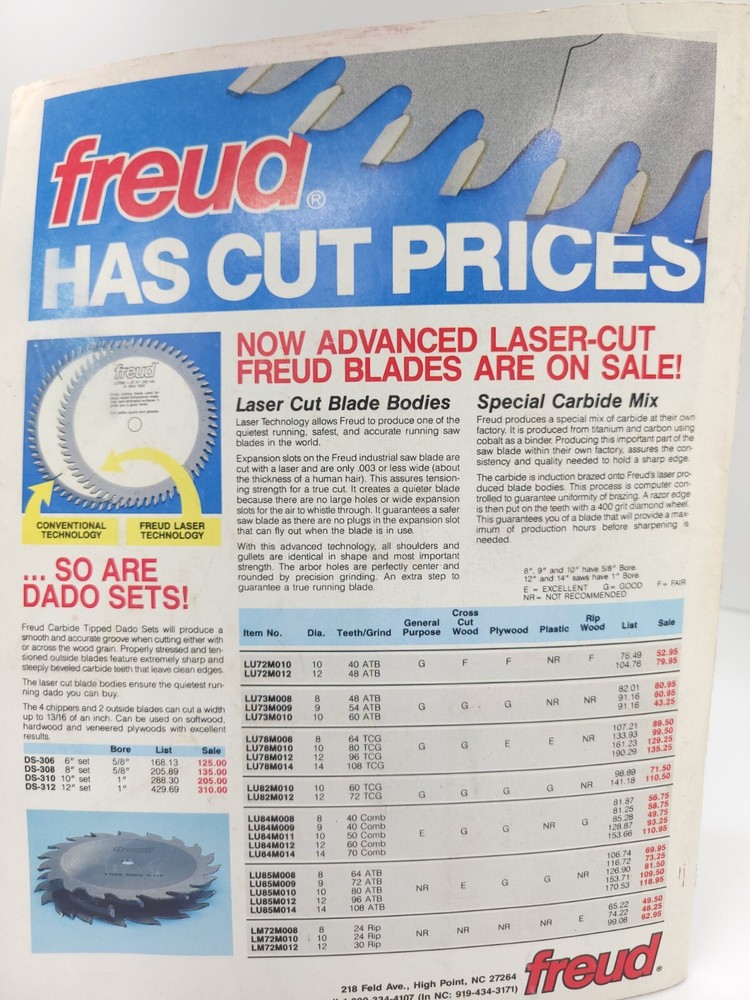 freud®
HAS CUT PRICES
freud
CONVENTIONAL
TECHNOLOGY
FREUD LASER
TECHNOLOGY
... SO ARE
DADO SETS!
Freud Carbide Tipped Dado Sets will produce a
smooth and accurate groove when cutting either with
or across the wood grain. Properly stressed and ten-
sioned outside blades feature extremely sharp and
steeply beveled carbide teeth that leave clean edges.
The laser cut blade bodies ensure the quietest run-
ning dado you can buy.
The 4 chippers and 2 outside blades can cut a width
up to 13/16 of an inch. Can be used on softwood,
hardwood and veneered plywoods with excellent
results.
Bore List Sale
DS-306 6" set 5/8" 168.13 125.00
DS-308 8" set 5/8" 205.89 135.00
DS-310 10" set 1" 288.30 205.00
DS-312 12" set 1" 429.69 310.00
NOW ADVANCED LASER-CUT
FREUD BLADES ARE ON SALE!
Laser Cut Blade Bodies
Laser Technology allows Freud to produce one of the
quietest running, safest, and accurate running saw
blades in the world.
Expansion slots on the Freud industrial saw blade are
cut with a laser and are only .003 or less wide (about
the thickness of a human hair). This assures tension-
ing strength for a true cut. It creates a quieter blade
because there are no large holes or wide expansion
slots for the air to whistle through. It guarantees a safer
saw blade as there are no plugs in the expansion slot
that can fly out when the blade is in use.
With this advanced technology, all shoulders and
gullets are identical in shape and most important
strength. The arbor holes are perfectly center and
rounded by precision grinding. An extra step to
guarantee a true running blade.
Special Carbide Mix
Freud produces a special mix of carbide at their own
factory. It is produced from titanium and carbon using
cobalt as a binder. Producing this important part of the
saw blade within their own factory, assures the con-
sistency and quality needed to hold a sharp edge.
The carbide is induction brazed onto Freud's laser pro-
duced blade bodies. This process is computer con-
trolled to guarantee uniformity of brazing. A razor edge
is then put on the teeth with a 400 grit diamond wheel.
This guarantees you of a blade that will provide a max-
imum of production hours before sharpening is
needed.
8", 9" and 10" have 5/8" Bore.
12" and 14" saws have 1" Bore.
E = EXCELLENT G = GOOD F = FAIR
NR = NOT RECOMMENDED
Item No. Dia. Teeth/Grind General Purpose Cross Cut Wood Plywood Plastic Rip Wood List Sale
LU72M010 10 40 ATB G F F NR F 76.49 52.95
LU72M012 12 48 ATB 104.76 79.95
LU73M008 8 48 ATB 82.01 60.95
LU73M009 9 54 ATB G G G NR NR 91.16 60.95
LU73M010 10 60 ATB 91.16 43.25
LU78M008 8 64 TCG 107.21 89.50
LU78M010 10 80 TCG G G E E NR 133.93 99.50
LU78M012 12 96 TCG 161.23 129.25
LU78M014 14 108 TCG 190.29 135.25
LU82M010 10 60 TCG G G G G NR 98.89 71.50
LU82M012 12 72 TCG 141.18 110.50
LU84M008 8 40 Comb 81.87 56.75
LU84M009 9 40 Comb 81.25 58.75
LU84M011 10 50 Comb E G G NR G 85.28 49.75
LU84M012 12 60 Comb 128.87 93.25
LU84M014 14 70 Comb 153.66 110.95
LU85M008 8 64 ATB 106.74 69.95
LU85M009 9 72 ATB 116.72 73.25
LU85M010 10 80 ATB NR E G G NR 126.90 81.50
LU85M012 12 96 ATB 153.71 109.50
LU85M014 14 108 ATB 170.53 118.95
LM72M008 8 24 Rip 65.22 49.50
LM72M010 10 24 Rip NR NR NR NR E 74.22 48.25
LM72M012 12 30 Rip 99.08 62.95
218 Feld Ave., High Point, NC 27264
334-4107 (In NC: 919-434-3171)
freud®